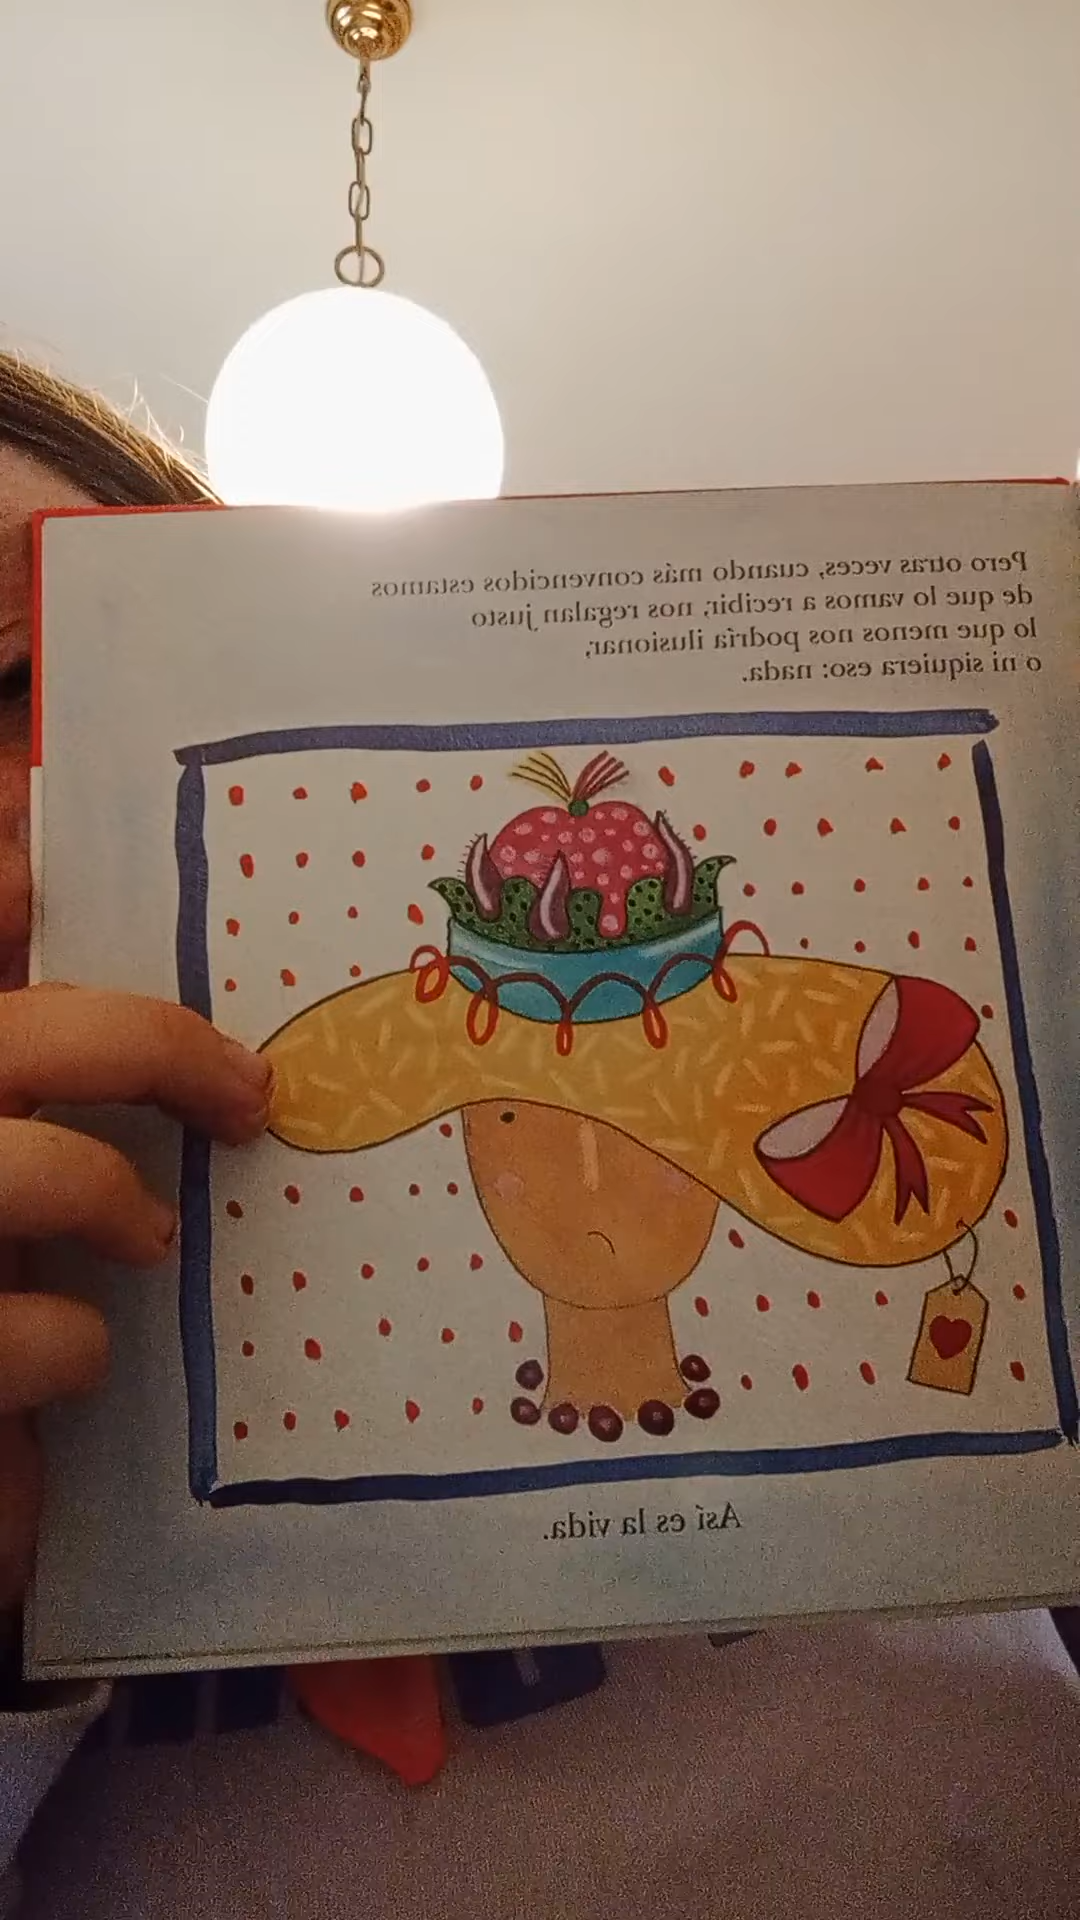 Pero otras veces, cuando más convencidos estamos
de que lo vamos a recibir, nos regalan justo
lo que menos nos podría ilusionar,
o ni siquiera eso: nada.
Así es la vida.